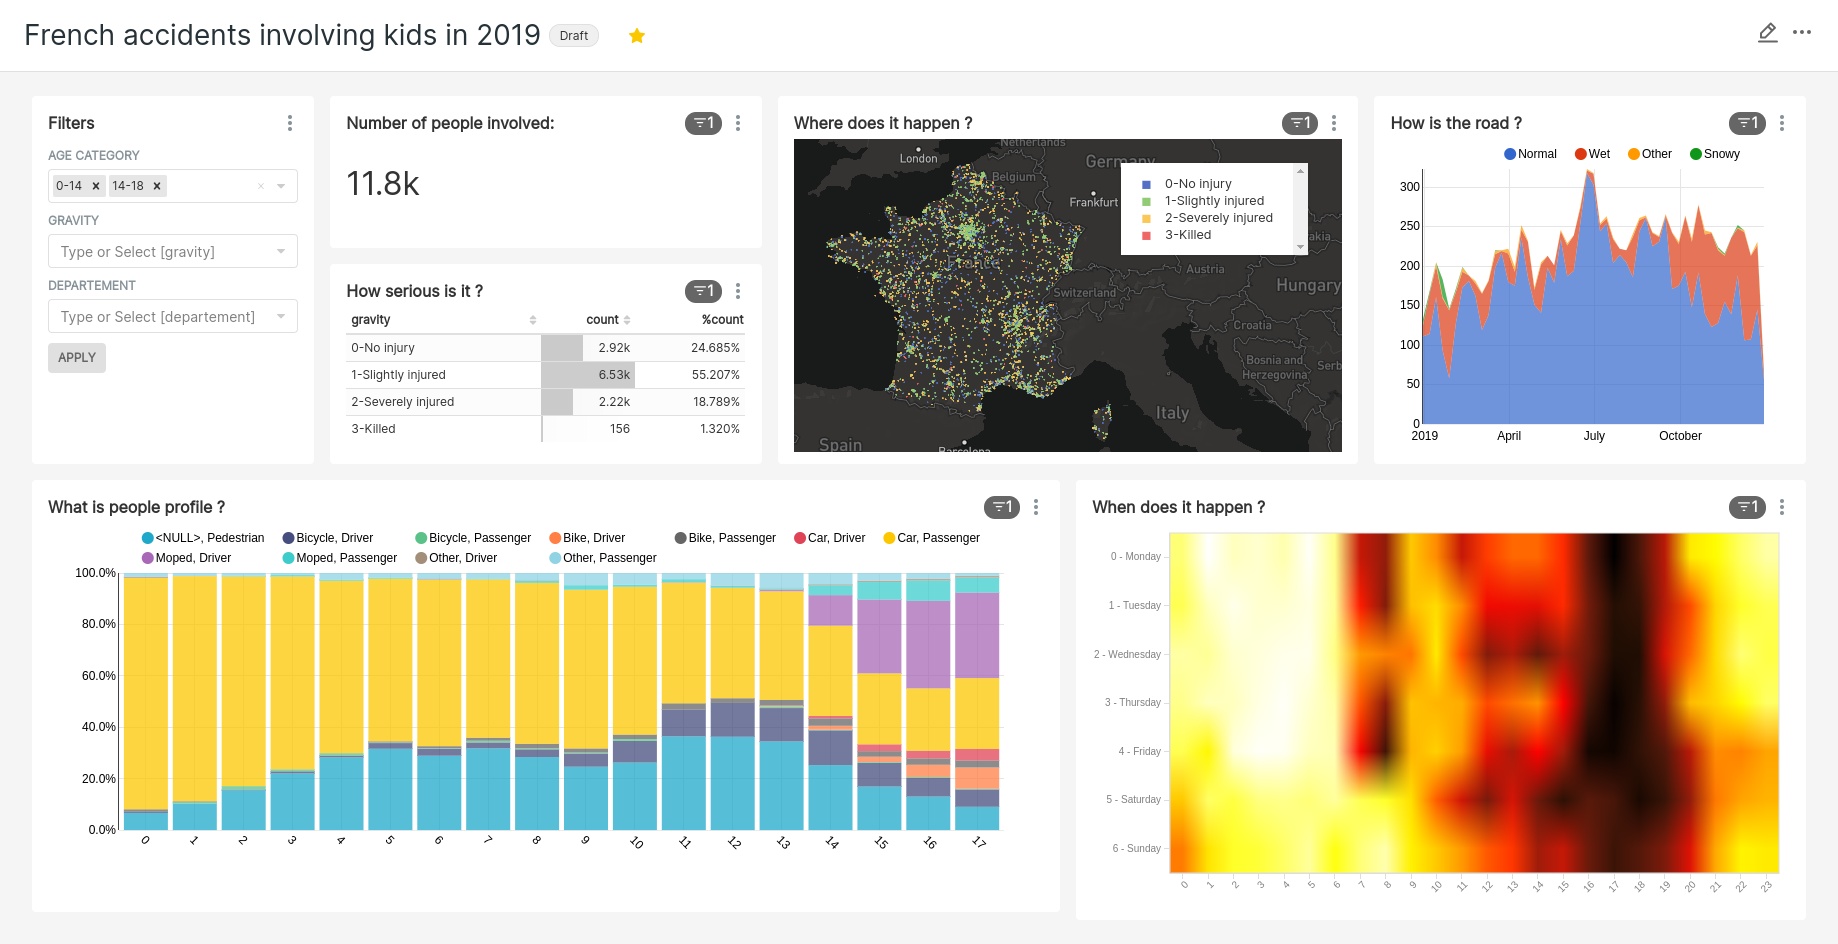 French accidents involving kids in 2019 Draft
Filters
AGE CATEGORY
0-14 × 14-18 × ×
GRAVITY
Type or Select [gravity]
DEPARTEMENT
Type or Select [departement]
APPLY
Number of people involved: 1
11.8k
How serious is it ? 1
gravity count %count
0-No injury 2.92k 24.685%
1-Slightly injured 6.53k 55.207%
2-Severely injured 2.22k 18.789%
3-Killed 156 1.320%
Where does it happen ? 1
Netherlands
London
Germany
Belgium
Frankfurt
France
Austria
Switzerland
Hungary
Croatia
Bosnia and
Herzegovina
Serb
Italy
Spain
Barcelona
akia
0-No injury
1-Slightly injured
2-Severely injured
3-Killed
How is the road ? 1
Normal Wet Other Snowy
300
250
200
150
100
50
0
2019 April July October
What is people profile ? 1
<NULL>, Pedestrian Bicycle, Driver Bicycle, Passenger Bike, Driver Bike, Passenger Car, Driver Car, Passenger
Moped, Driver Moped, Passenger Other, Driver Other, Passenger
100.0%
80.0%
60.0%
40.0%
20.0%
0.0%
0 1 2 3 4 5 6 7 8 9 10 11 12 13 14 15 16 17
When does it happen ? 1
0 - Monday
1 - Tuesday
2 - Wednesday
3 - Thursday
4 - Friday
5 - Saturday
6 - Sunday
0 1 2 3 4 5 6 7 8 9 10 11 12 13 14 15 16 17 18 19 20 21 22 23